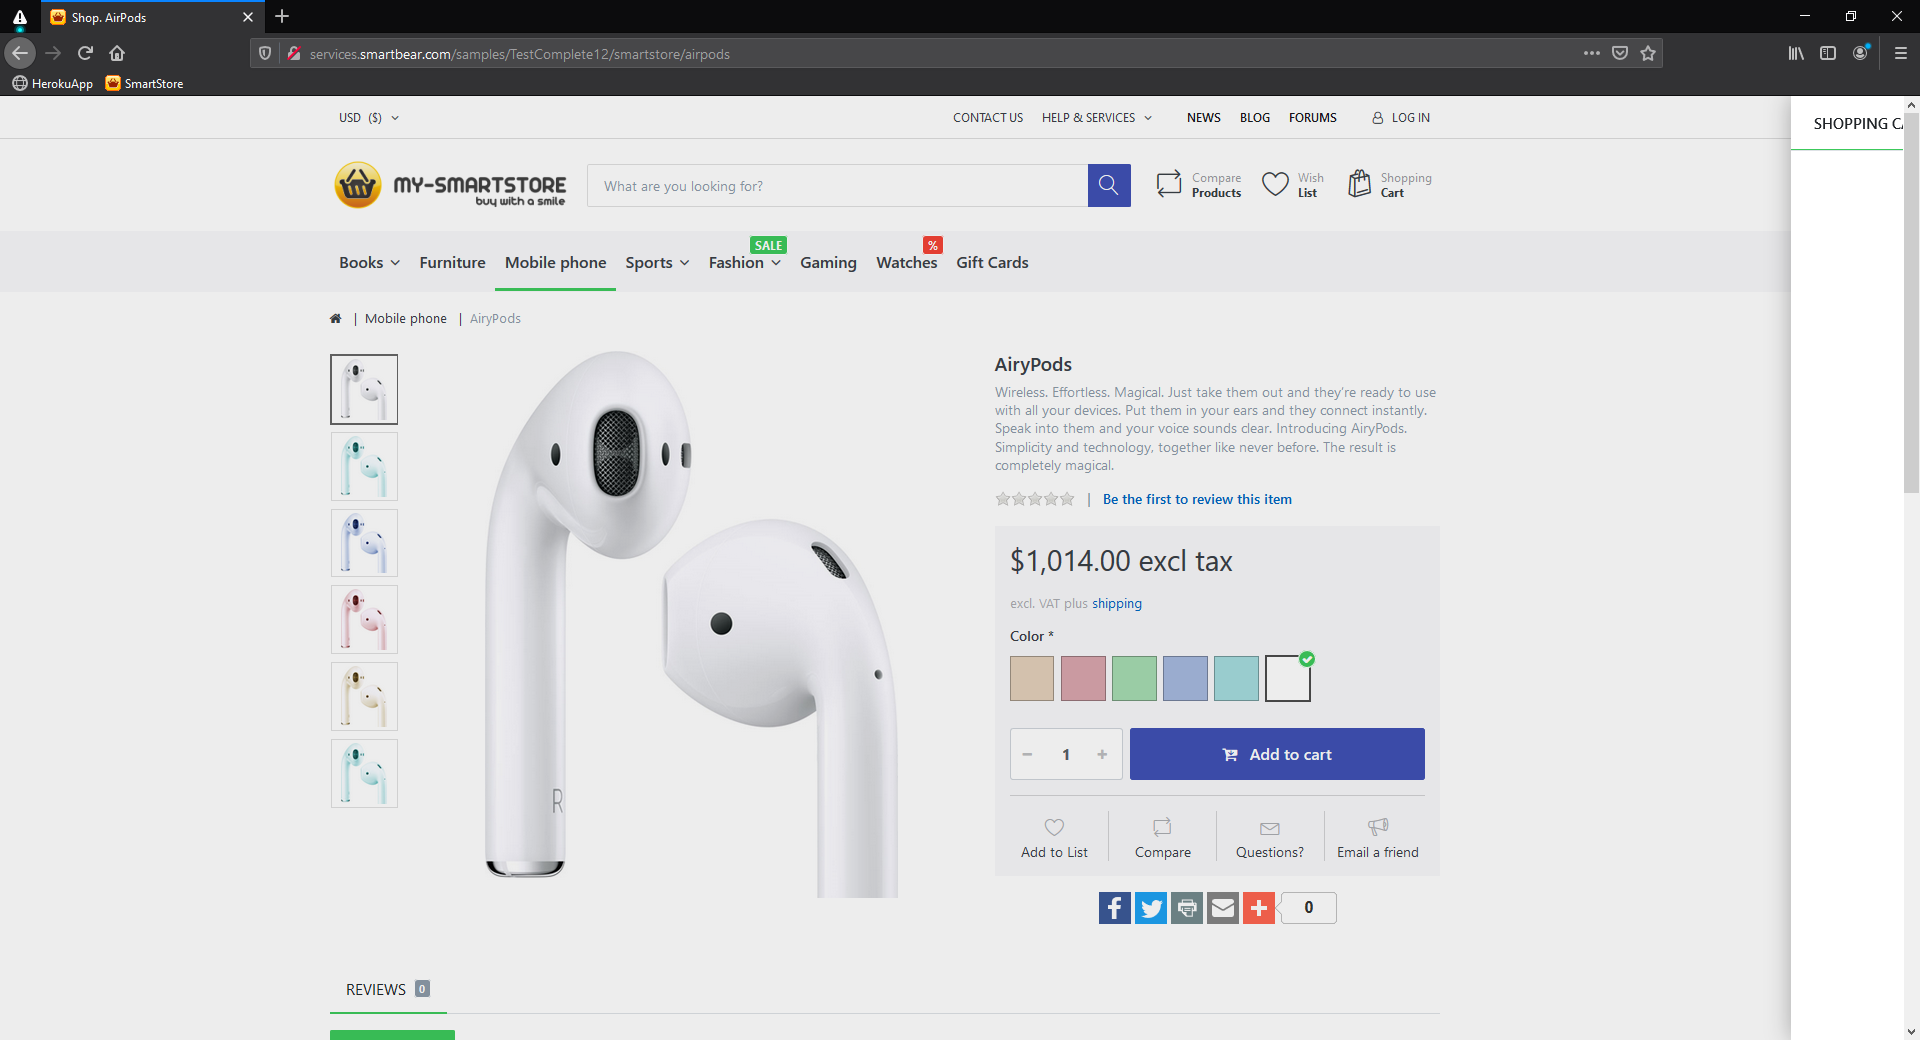 Shop. AirPods
services.smartbear.com/samples/TestComplete12/smartstore/airpods
HerokuApp SmartStore
USD ($) CONTACT US HELP & SERVICES NEWS BLOG FORUMS LOG IN
SHOPPING CA
MY-SMARTSTORE
buy with a smile
What are you looking for?
Compare
Products
Wish
List
Shopping
Cart
SALE %
Books Furniture Mobile phone Sports Fashion Gaming Watches Gift Cards
| Mobile phone | AiryPods
AiryPods
Wireless. Effortless. Magical. Just take them out and they're ready to use
with all your devices. Put them in your ears and they connect instantly.
Speak into them and your voice sounds clear. Introducing AiryPods.
Simplicity and technology, together like never before. The result is
completely magical.
| Be the first to review this item
$1,014.00 excl tax
excl. VAT plus shipping
Color *
1 Add to cart
R
Add to List Compare Questions? Email a friend
0
REVIEWS 0